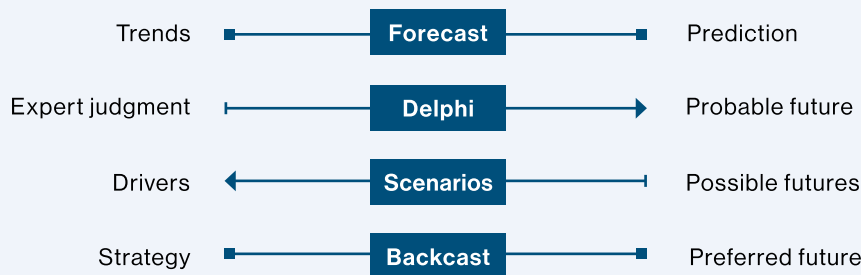 Trends Forecast Prediction
Expert judgment Delphi Probable future
Drivers Scenarios Possible futures
Strategy Backcast Preferred future